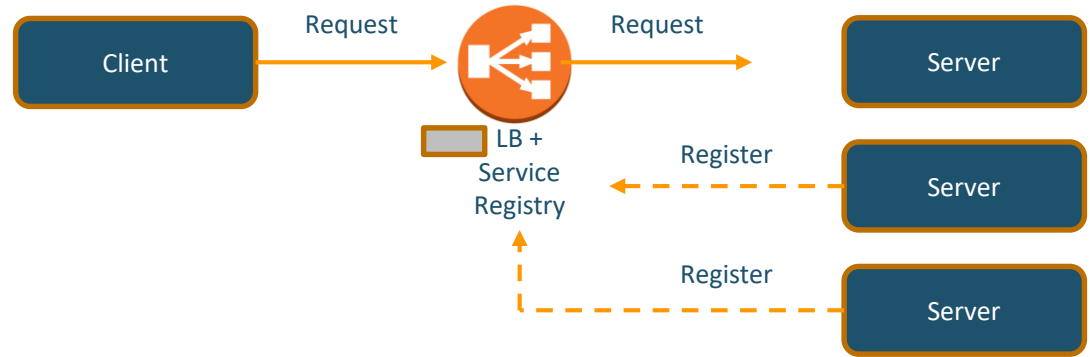 Request
Request
Client
Server
LB +
Service
Registry
Register
Server
Register
Server